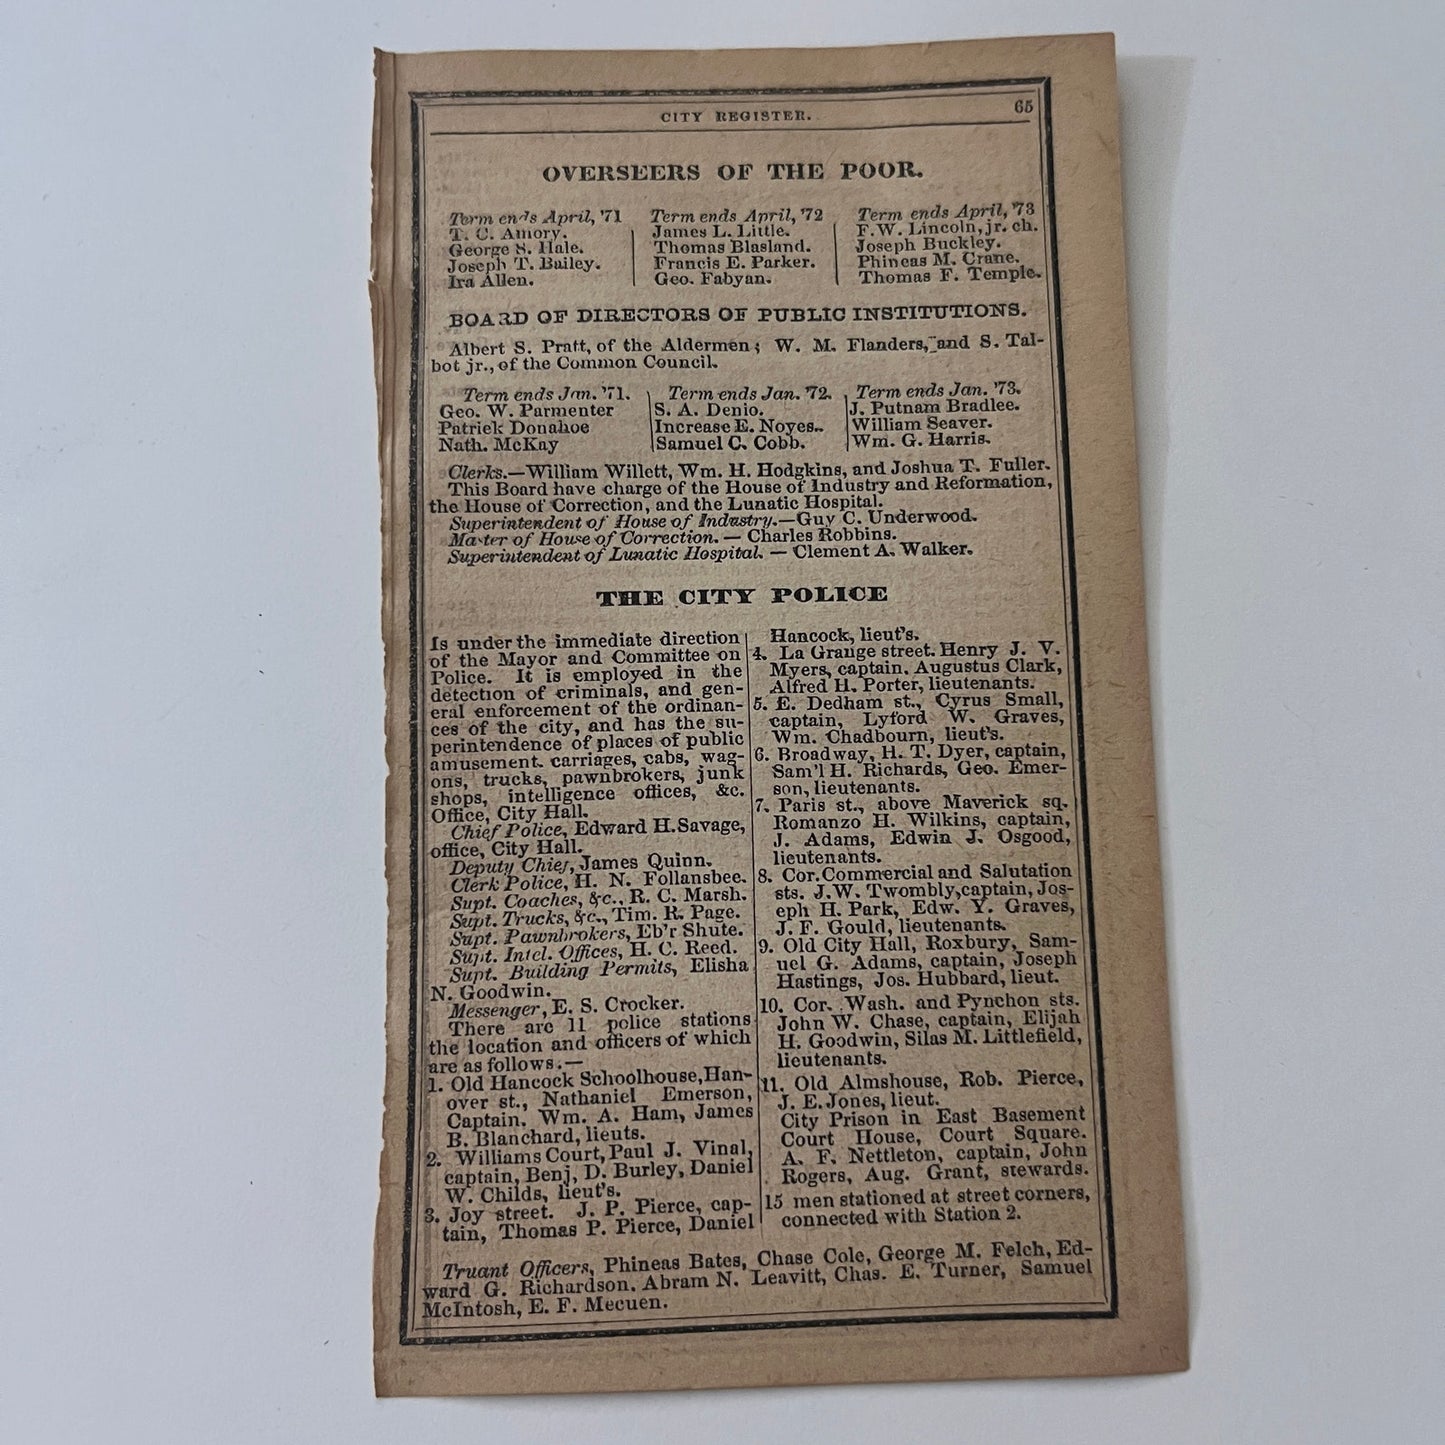 CITY REGISTER.
65
OVERSEERS OF THE POOR.
Term ends April, '71
T. C. Amory.
George S. Hale.
Joseph T. Bailey.
Ira Allen.
Term ends April, '72
James L. Little.
Thomas Blasland.
Francis E. Parker.
Geo. Fabyan.
Term ends April, '73
F.W. Lincoln, jr. ch.
Joseph Buckley.
Phineas M. Crane.
Thomas F. Temple.
BOARD OF DIRECTORS OF PUBLIC INSTITUTIONS.
Albert S. Pratt, of the Aldermen; W. M. Flanders, and S. Tal-
bot jr., of the Common Council.
Term ends Jan. '71.
Geo. W. Parmenter
Patrick Donahoe
Nath. McKay
Term ends Jan. '72.
S. A. Denio.
Increase E. Noyes.
Samuel C. Cobb.
Term ends Jan. '73.
J. Putnam Bradlee.
William Seaver.
Wm. G. Harris.
Clerks.—William Willett, Wm. H. Hodgkins, and Joshua T. Fuller.
This Board have charge of the House of Industry and Reformation,
the House of Correction, and the Lunatic Hospital.
Superintendent of House of Industry.—Guy C. Underwood.
Master of House of Correction. — Charles Robbins.
Superintendent of Lunatic Hospital. — Clement A. Walker.
THE CITY POLICE
Is under the immediate direction
of the Mayor and Committee on
Police. It is employed in the
detection of criminals, and gen-
eral enforcement of the ordinan-
ces of the city, and has the su-
perintendence of places of public
amusement. carriages, cabs, wag-
ons, trucks, pawnbrokers, junk
shops, intelligence offices, &c.
Office, City Hall.
Chief Police, Edward H. Savage,
office, City Hall.
Deputy Chief, James Quinn.
Clerk Police, H. N. Follansbee.
Supt. Coaches, &c., R. C. Marsh.
Supt. Trucks, &c., Tim. R. Page.
Supt. Pawnbrokers, Eb'r Shute.
Supt. Intel. Offices, H. C. Reed.
Supt. Building Permits, Elisha
N. Goodwin.
Messenger, E. S. Crocker.
There are 11 police stations
the location and officers of which
are as follows.—
1. Old Hancock Schoolhouse, Han-
over st., Nathaniel Emerson,
Captain. Wm. A. Ham, James
B. Blanchard, lieuts.
2. Williams Court, Paul J. Vinal,
captain, Benj, D. Burley, Daniel
W. Childs, lieut's.
3. Joy street. J. P. Pierce, cap-
tain, Thomas P. Pierce, Daniel
Hancock, lieut's.
4. La Grange street. Henry J. V.
Myers, captain. Augustus Clark,
Alfred H. Porter, lieutenants.
5. E. Dedham st., Cyrus Small,
captain, Lyford W. Graves,
Wm. Chadbourn, lieut's.
6. Broadway, H. T. Dyer, captain,
Sam'l H. Richards, Geo. Emer-
son, lieutenants.
7. Paris st., above Maverick sq.
Romanzo H. Wilkins, captain,
J. Adams, Edwin J. Osgood,
lieutenants.
8. Cor. Commercial and Salutation
sts. J.W. Twombly, captain, Jos-
eph H. Park, Edw. Y. Graves,
J. F. Gould, lieutenants.
9. Old City Hall, Roxbury, Sam-
uel G. Adams, captain, Joseph
Hastings, Jos. Hubbard, lieut.
10. Cor. Wash. and Pynchon sts.
John W. Chase, captain, Elijah
H. Goodwin, Silas M. Littlefield,
lieutenants.
11. Old Almshouse, Rob. Pierce,
J. E. Jones, lieut.
City Prison in East Basement
Court House, Court Square.
A. F. Nettleton, captain, John
Rogers, Aug. Grant, stewards.
15 men stationed at street corners,
connected with Station 2.
Truant Officers, Phineas Bates, Chase Cole, George M. Felch, Ed-
ward G. Richardson. Abram N. Leavitt, Chas. E. Turner, Samuel
McIntosh, E. F. Mecuen.